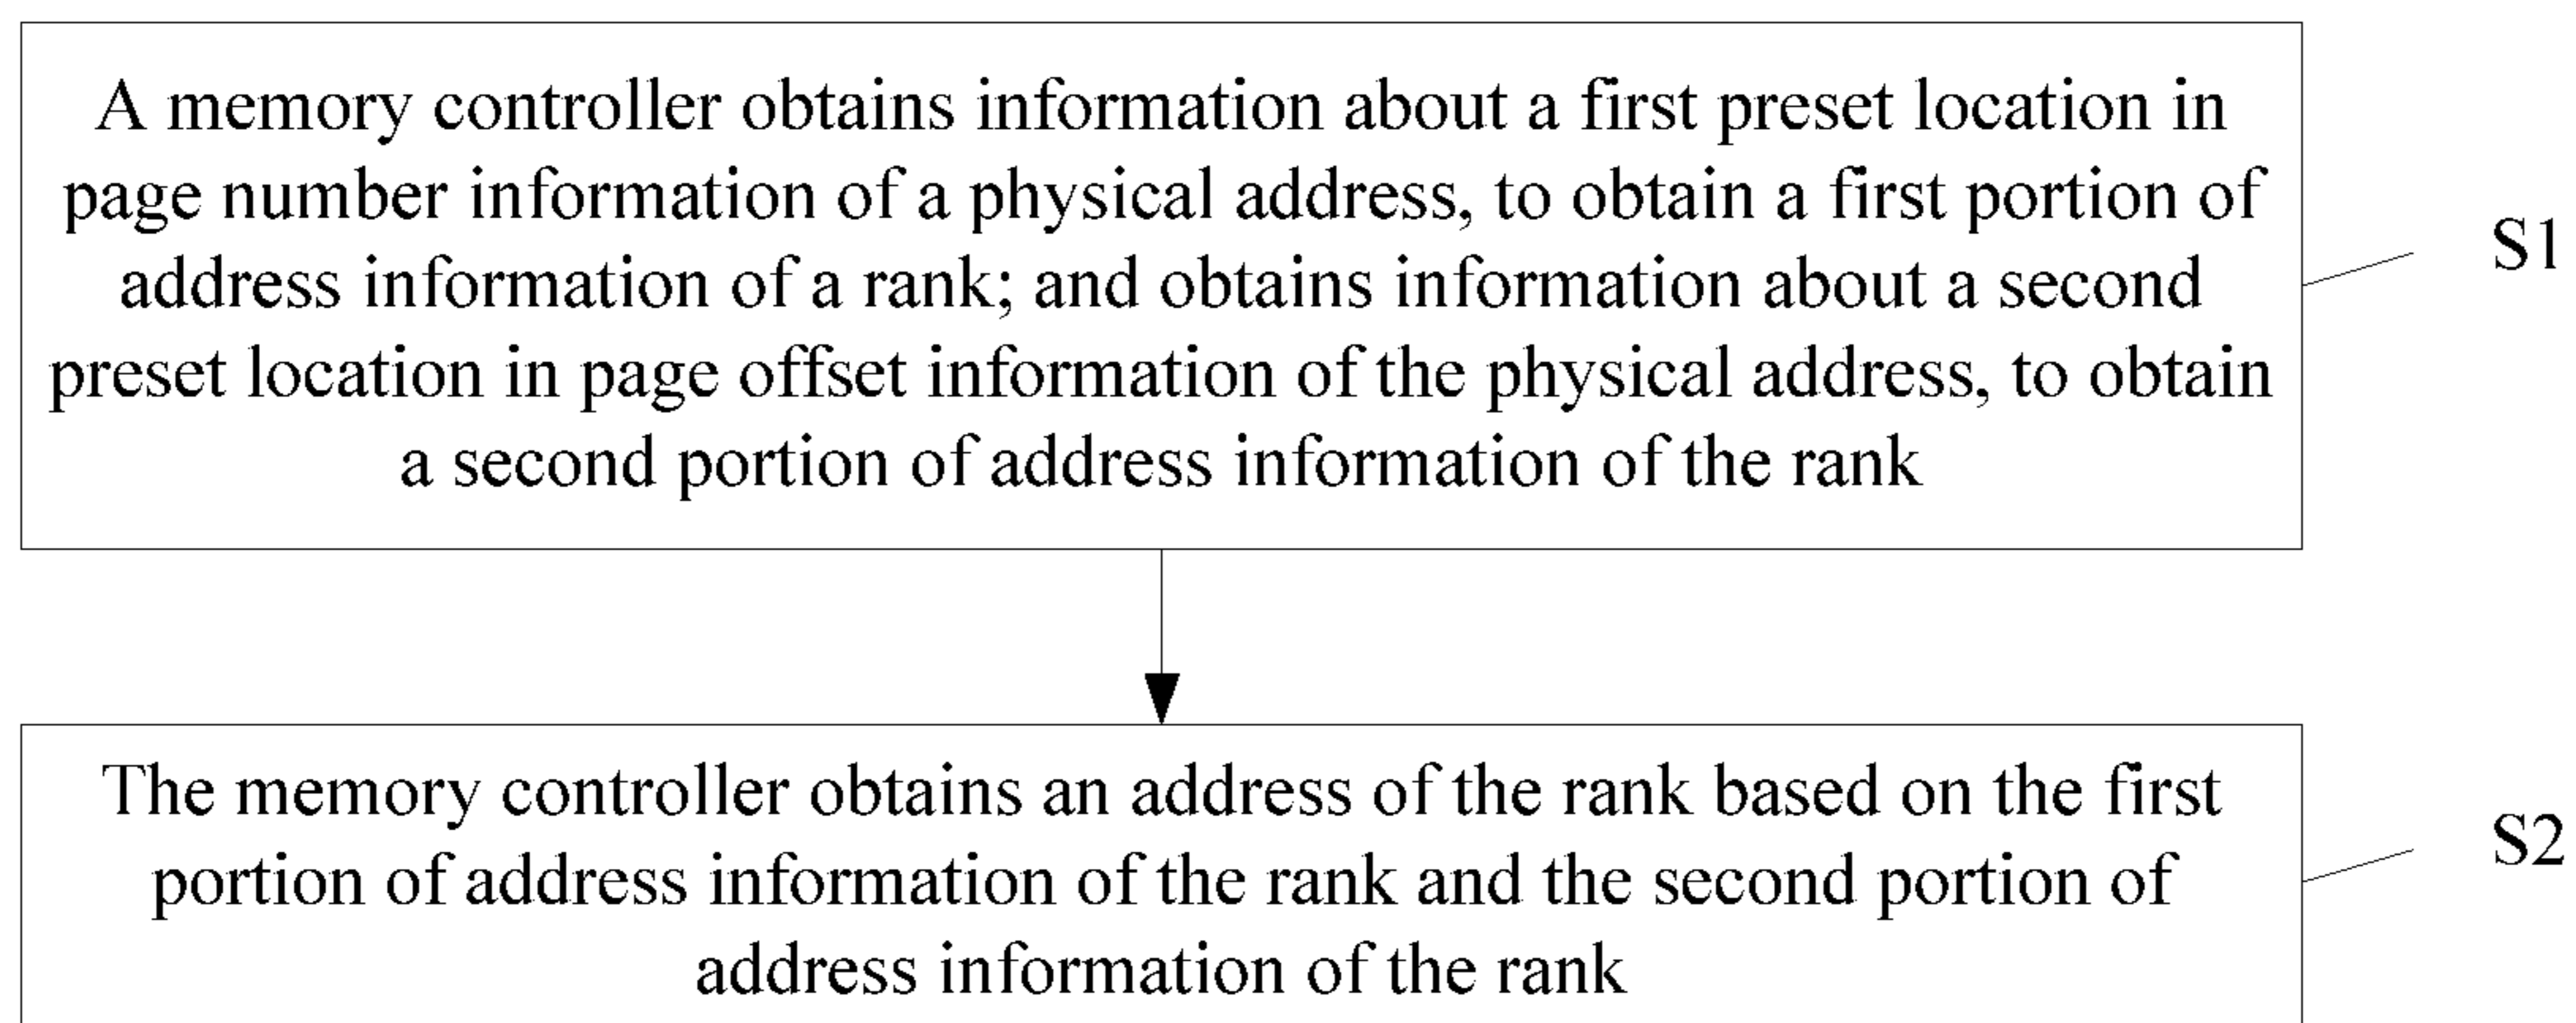 A memory controller obtains information about a first preset location in
page number information of a physical address, to obtain a first portion of
address information of a rank; and obtains information about a second
preset location in page offset information of the physical address, to obtain
a second portion of address information of the rank
S1
The memory controller obtains an address of the rank based on the first
portion of address information of the rank and the second portion of
address information of the rank
S2